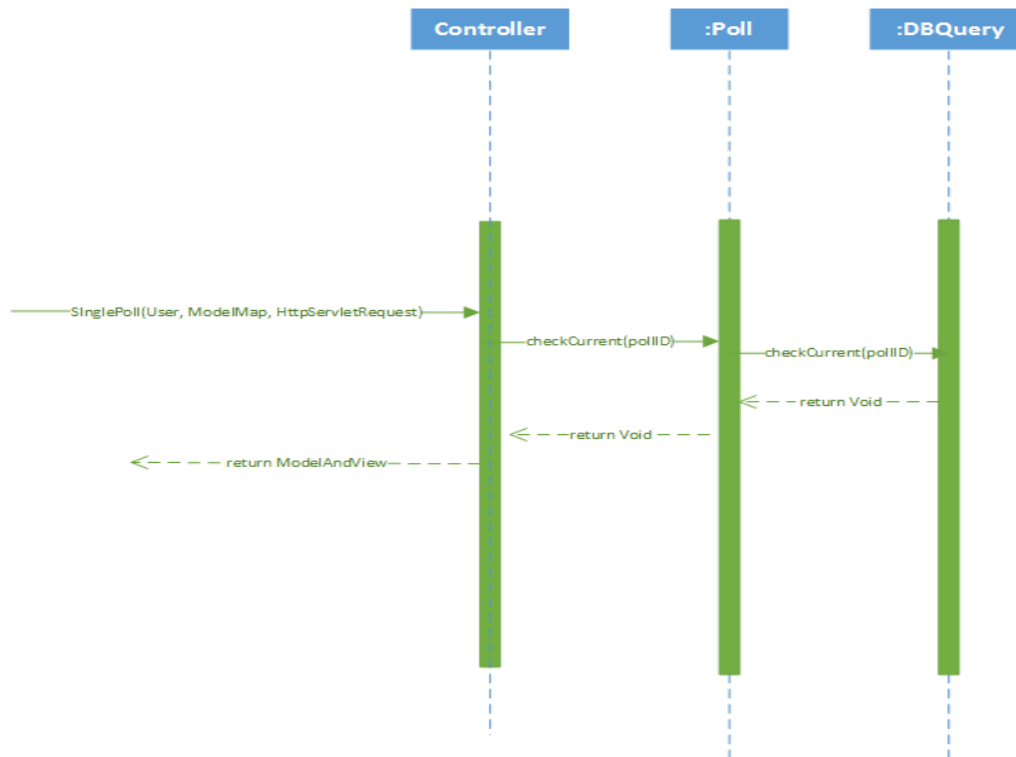 Controller
:Poll
:DBQuery
SInglePoll(User, ModelMap, HttpServletRequest)
checkCurrent(pollID)
checkCurrent(pollID)
return Void
return Void
return ModelAndView